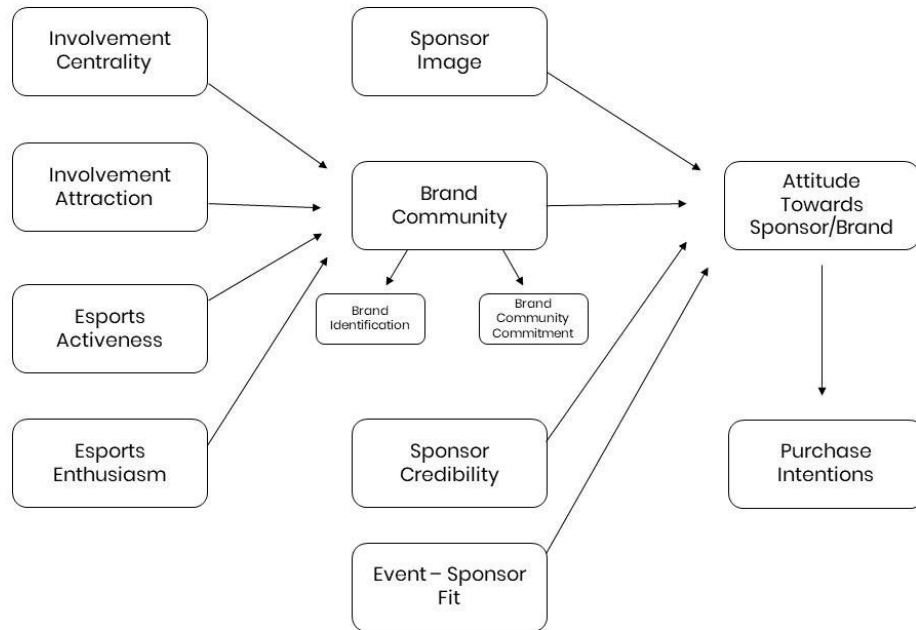 Involvement
Centrality
Sponsor
Image
Involvement
Attraction
Brand
Community
Attitude
Towards
Sponsor/Brand
Esports
Activeness
Brand
Identification
Brand
Community
Commitment
Esports
Enthusiasm
Sponsor
Credibility
Purchase
Intentions
Event – Sponsor
Fit